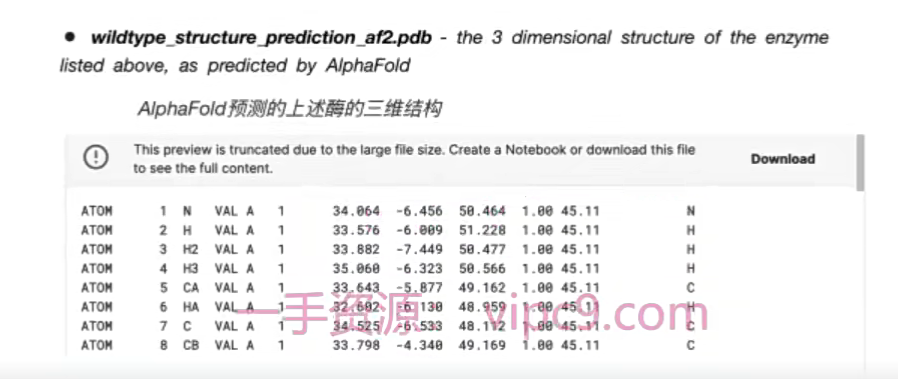 • wildtype_structure_prediction_af2.pdb - the 3 dimensional structure of the enzyme
listed above, as predicted by AlphaFold
AlphaFold预测的上述酶的三维结构
This preview is truncated due to the large file size. Create a Notebook or download this file
to see the full content.
Download
ATOM 1 N VAL A 1 34.064 -6.456 50.464 1.00 45.11 N
ATOM 2 H VAL A 1 33.576 -6.009 51.228 1.00 45.11 H
ATOM 3 H2 VAL A 1 33.882 -7.449 50.477 1.00 45.11 H
ATOM 4 H3 VAL A 1 35.060 -6.323 50.566 1.00 45.11 H
ATOM 5 CA VAL A 1 33.643 -5.877 49.162 1.00 45.11 C
ATOM 6 HA VAL A 1 32.602 -6.130 48.959 1.00 45.11 H
ATOM 7 C VAL A 1 34.525 -6.533 48.112 1.00 45.11 C
ATOM 8 CB VAL A 1 33.798 -4.340 49.169 1.00 45.11 C
一手资源 vipc9.com